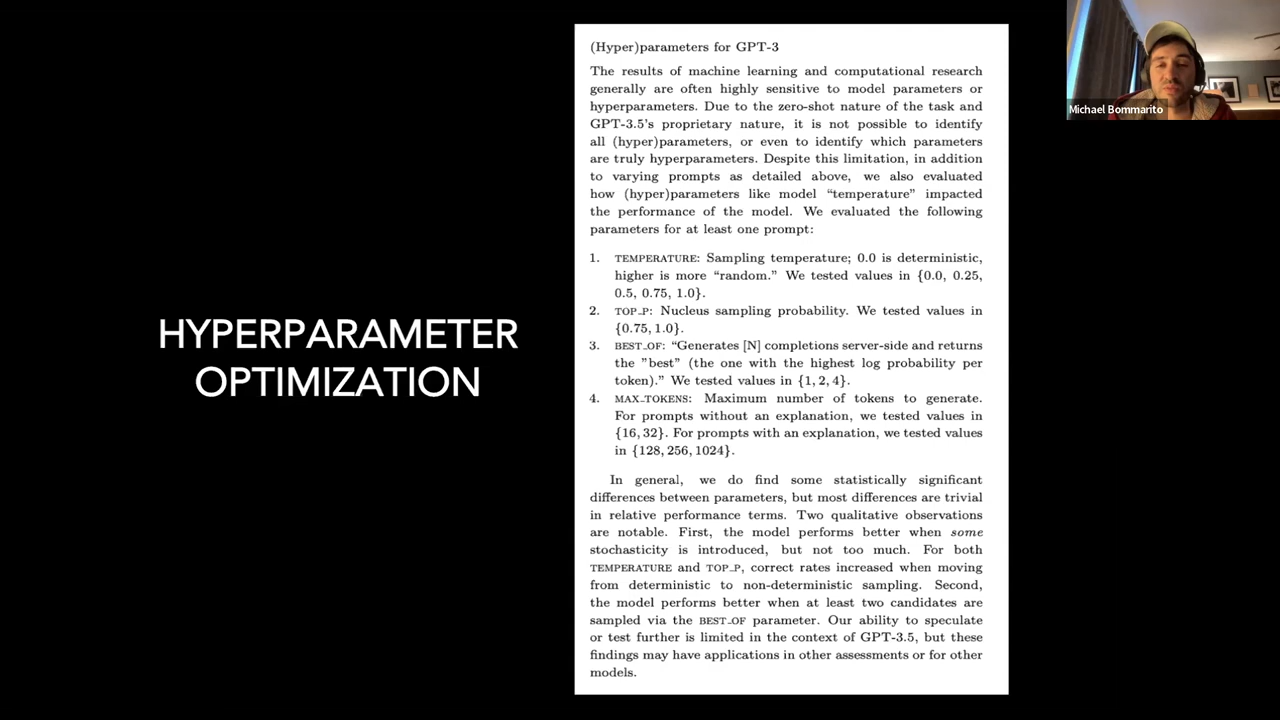 HYPERPARAMETER
OPTIMIZATION
(Hyper)parameters for GPT-3
The results of machine learning and computational research
generally are often highly sensitive to model parameters or
hyperparameters. Due to the zero-shot nature of the task and
GPT-3.5's proprietary nature, it is not possible to identify
all (hyper)parameters, or even to identify which parameters
are truly hyperparameters. Despite this limitation, in addition
to varying prompts as detailed above, we also evaluated
how (hyper)parameters like model “temperature” impacted
the performance of the model. We evaluated the following
parameters for at least one prompt:
1. TEMPERATURE: Sampling temperature; 0.0 is deterministic,
higher is more “random.” We tested values in {0.0, 0.25,
0.5, 0.75, 1.0}.
2. TOP_P: Nucleus sampling probability. We tested values in
{0.75, 1.0}.
3. BEST_OF: “Generates [N] completions server-side and returns
the ”best” (the one with the highest log probability per
token).” We tested values in {1, 2, 4}.
4. MAX_TOKENS: Maximum number of tokens to generate.
For prompts without an explanation, we tested values in
{16, 32}. For prompts with an explanation, we tested values
in {128, 256, 1024}.
In general, we do find some statistically significant
differences between parameters, but most differences are trivial
in relative performance terms. Two qualitative observations
are notable. First, the model performs better when some
stochasticity is introduced, but not too much. For both
TEMPERATURE and TOP_P, correct rates increased when moving
from deterministic to non-deterministic sampling. Second,
the model performs better when at least two candidates are
sampled via the BEST_OF parameter. Our ability to speculate
or test further is limited in the context of GPT-3.5, but these
findings may have applications in other assessments or for other
models.
Michael Bommarito